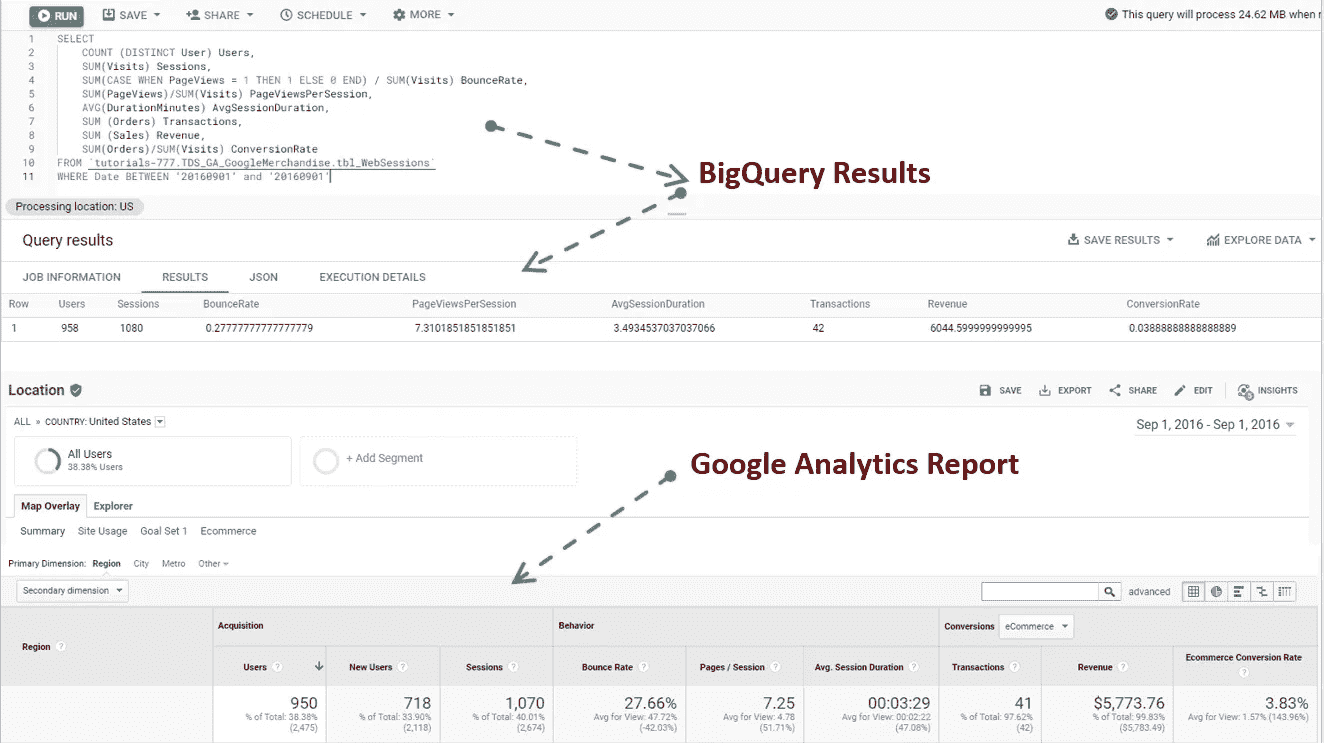 RUN SAVE SHARE SCHEDULE MORE This query will process 24.62 MB when r
1 SELECT
2 COUNT (DISTINCT User) Users,
3 SUM(Visits) Sessions,
4 SUM(CASE WHEN PageViews = 1 THEN 1 ELSE 0 END) / SUM(Visits) BounceRate,
5 SUM(PageViews)/SUM(Visits) PageViewsPerSession,
6 AVG(DurationMinutes) AvgSessionDuration,
7 SUM (Orders) Transactions,
8 SUM (Sales) Revenue,
9 SUM(Orders)/SUM(Visits) ConversionRate
10 FROM `tutorials-777.TDS_GA_GoogleMerchandise.tbl_WebSessions`
11 WHERE Date BETWEEN '20160901' and '20160901'
BigQuery Results
Processing location: US
Query results SAVE RESULTS EXPLORE DATA
JOB INFORMATION RESULTS JSON EXECUTION DETAILS
Row Users Sessions BounceRate PageViewsPerSession AvgSessionDuration Transactions Revenue ConversionRate
1 958 1080 0.27777777777777779 7.3101851851851851 3.4934537037037066 42 6044.5999999999995 0.03888888888888889
Location SAVE EXPORT SHARE EDIT INSIGHTS
ALL » COUNTRY: United States Sep 1, 2016 - Sep 1, 2016
All Users + Add Segment
38.38% Users
Google Analytics Report
Map Overlay Explorer
Summary Site Usage Goal Set 1 Ecommerce
Primary Dimension: Region City Metro Other
Secondary dimension advanced
Acquisition Behavior Conversions eCommerce
Region ? Users ? New Users ? Sessions ? Bounce Rate ? Pages / Session ? Avg. Session Duration ? Transactions ? Revenue ? Ecommerce Conversion Rate ?
950 718 1,070 27.66% 7.25 00:03:29 41 $5,773.76 3.83%
% of Total: 38.38% % of Total: 33.90% % of Total: 40.01% Avg for View: 47.72% Avg for View: 4.78 Avg for View: 00:02:22 % of Total: 97.62% % of Total: 99.83% Avg for View: 1.57% (143.96%)
(2,475) (2,118) (2,674) (-42.03%) (51.71%) (47.08%) (42) ($5,783.49)